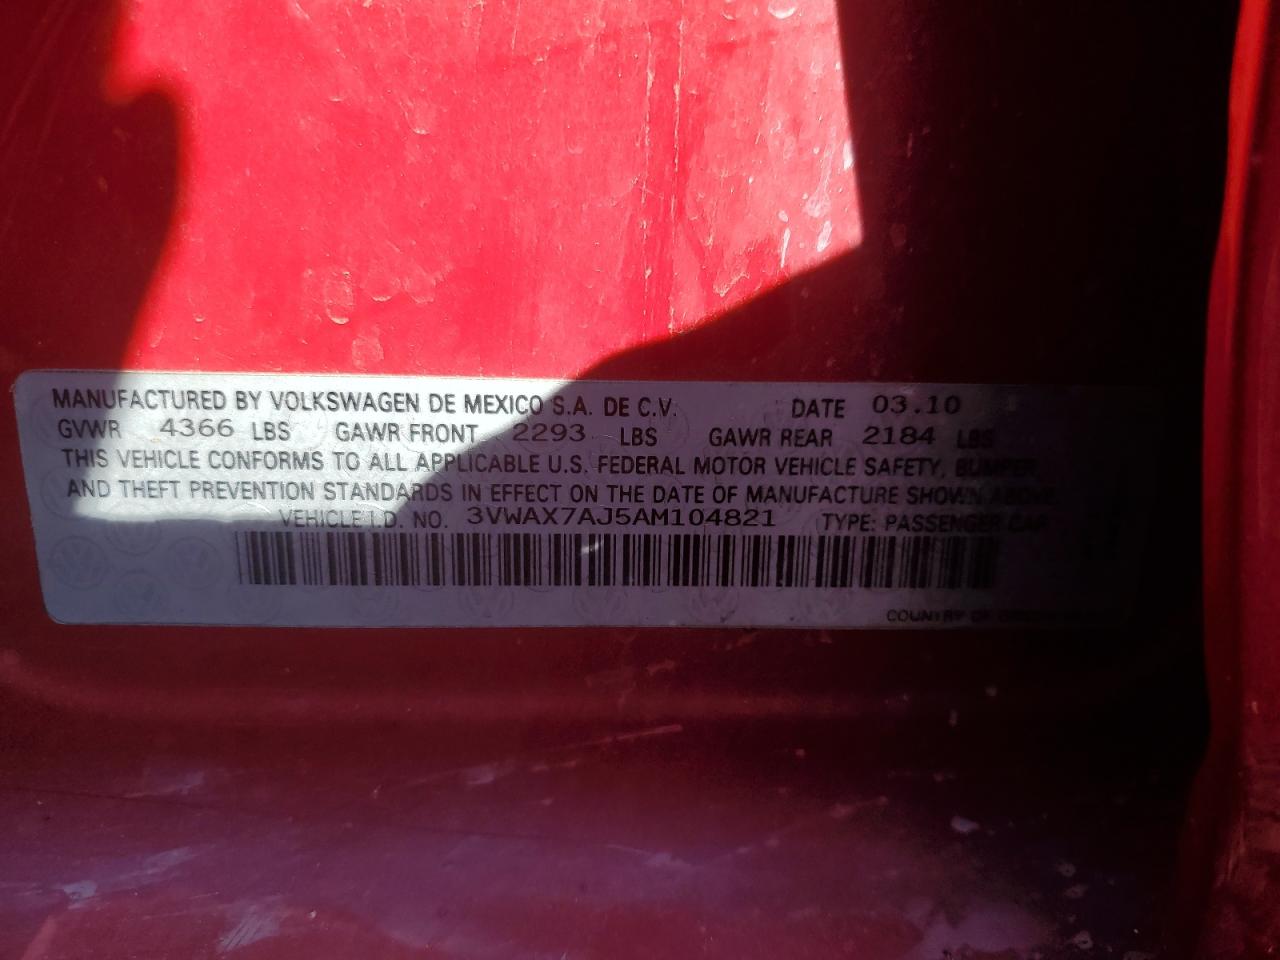 MANUFACTURED BY VOLKSWAGEN DE MEXICO S.A. DE C.V. DATE 03.10
GVWR 4366 LBS GAWR FRONT 2293 LBS GAWR REAR 2184 LBS
THIS VEHICLE CONFORMS TO ALL APPLICABLE U.S. FEDERAL MOTOR VEHICLE SAFETY, BUMPER,
AND THEFT PREVENTION STANDARDS IN EFFECT ON THE DATE OF MANUFACTURE SHOWN ABOVE.
VEHICLE I.D. NO. 3VWAX7AJ5AM104821 TYPE: PASSENGER CAR
COUNTRY OF